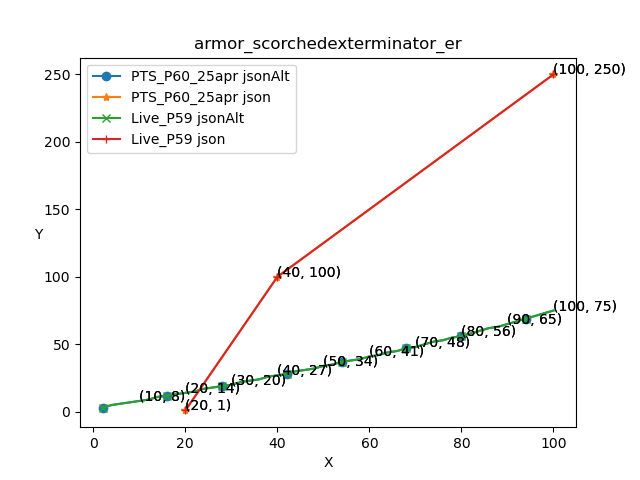 armor_scorchedexterminator_er
PTS_P60_25apr jsonAlt
PTS_P60_25apr json
Live_P59 jsonAlt
Live_P59 json
(100, 250)
(40, 100)
(100, 75)
(90, 65)
(80, 56)
(70, 48)
(60, 41)
(50, 34)
(40, 27)
(30, 20)
(20, 14)
(10, 8)
(20, 1)
250
200
150
100
50
0
Y
0 20 40 60 80 100
X